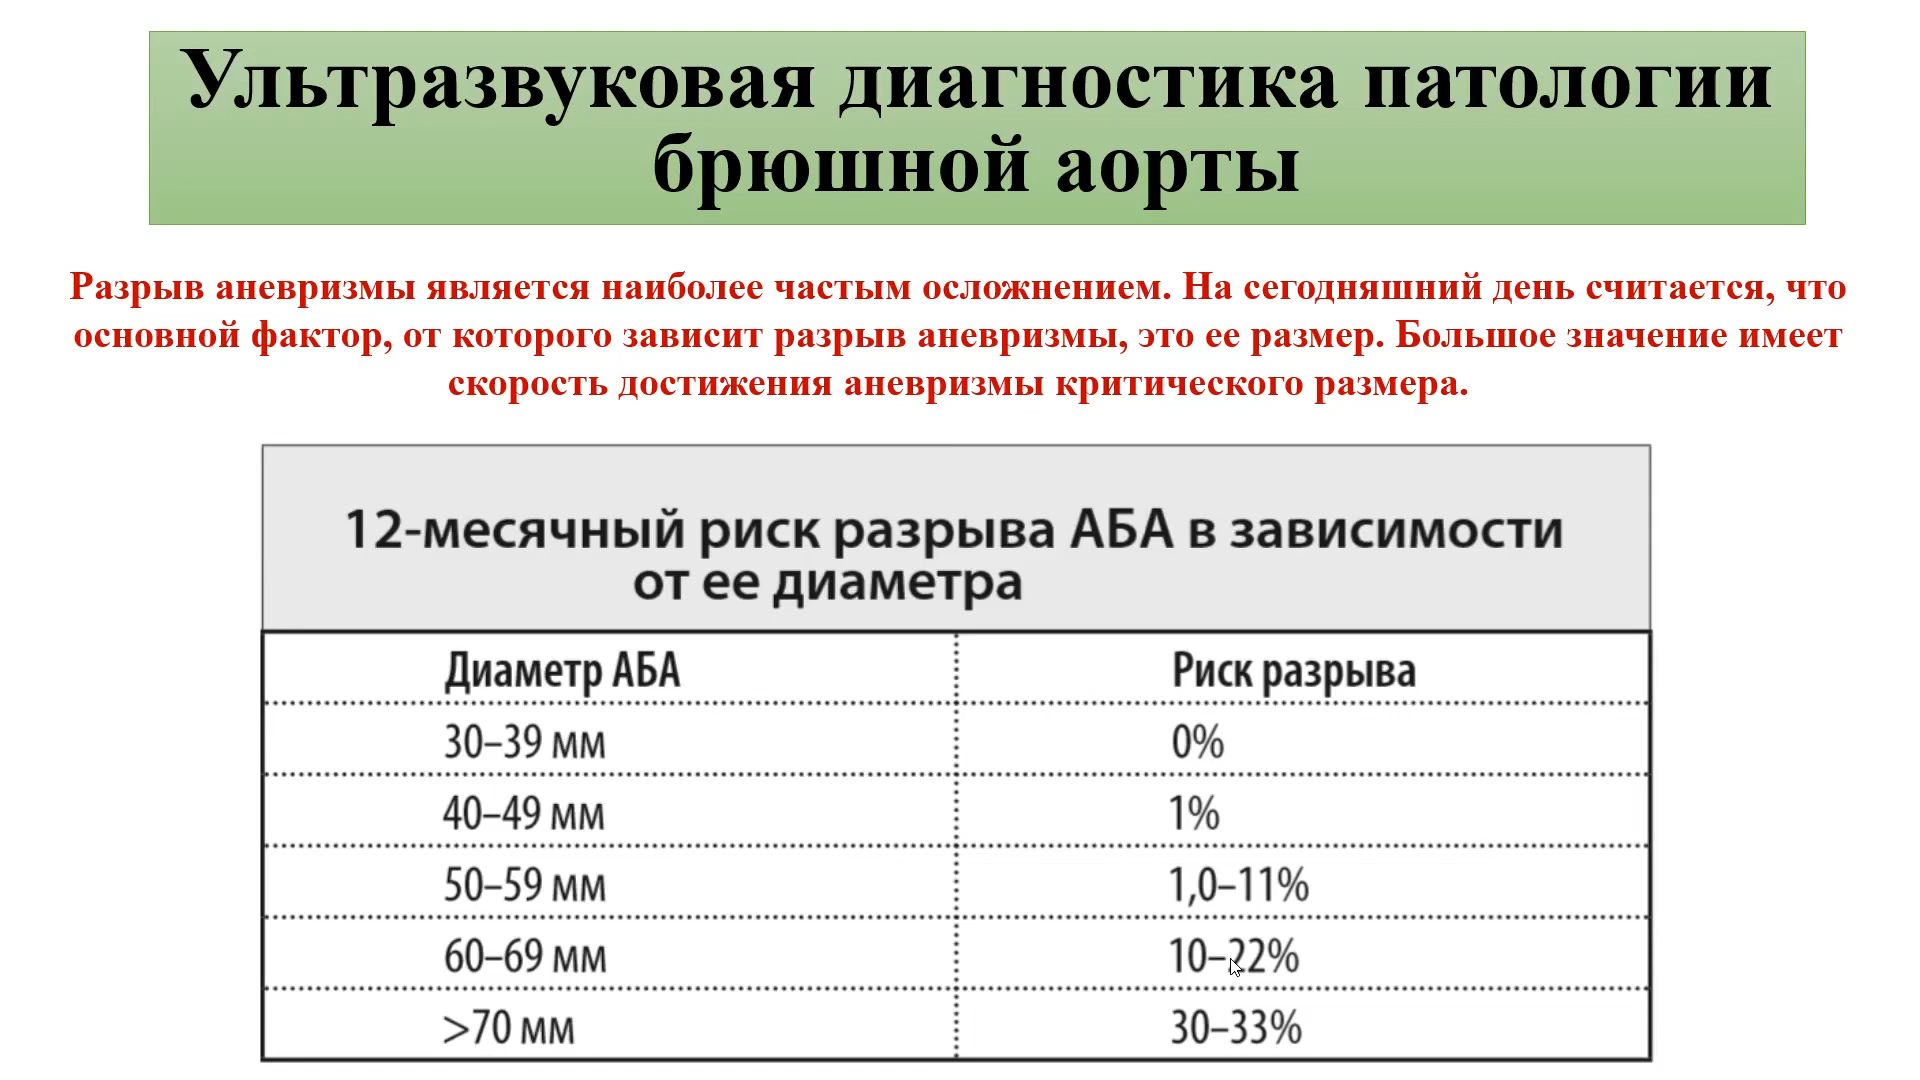 Ультразвуковая диагностика патологии
брюшной аорты
Разрыв аневризмы является наиболее частым осложнением. На сегодняшний день считается, что
основной фактор, от которого зависит разрыв аневризмы, это ее размер. Большое значение имеет
скорость достижения аневризмы критического размера.
12-месячный риск разрыва АБА в зависимости
от ее диаметра
Диаметр АБА Риск разрыва
30–39 мм 0%
40–49 мм 1%
50–59 мм 1,0–11%
60–69 мм 10–22%
>70 мм 30–33%